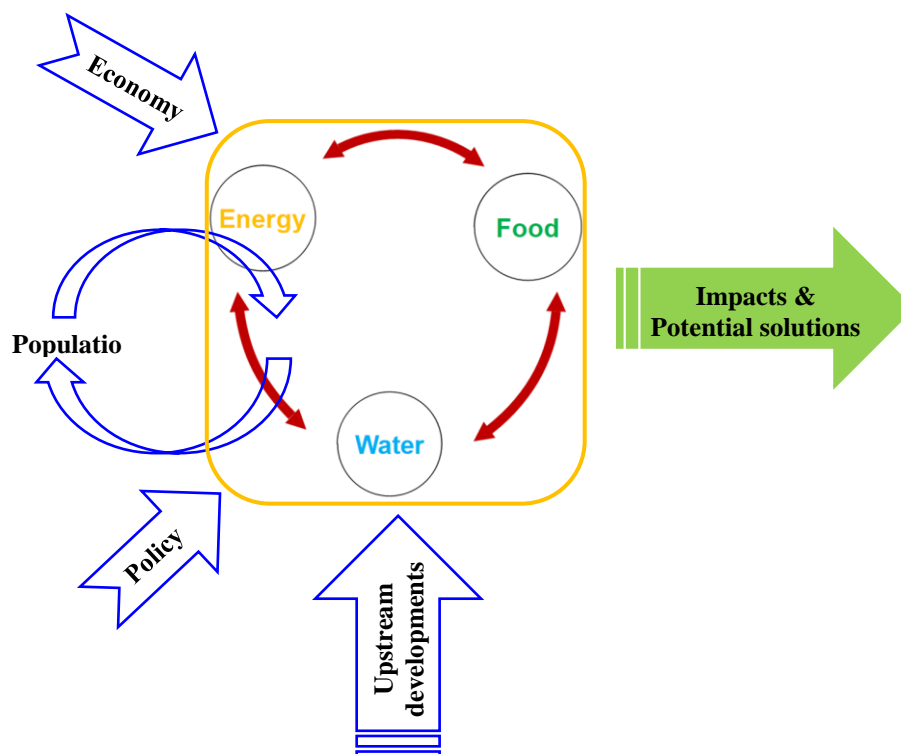 Economy
Energy
Food
Impacts &
Potential solutions
Populatio
Water
Policy
Upstream
developments